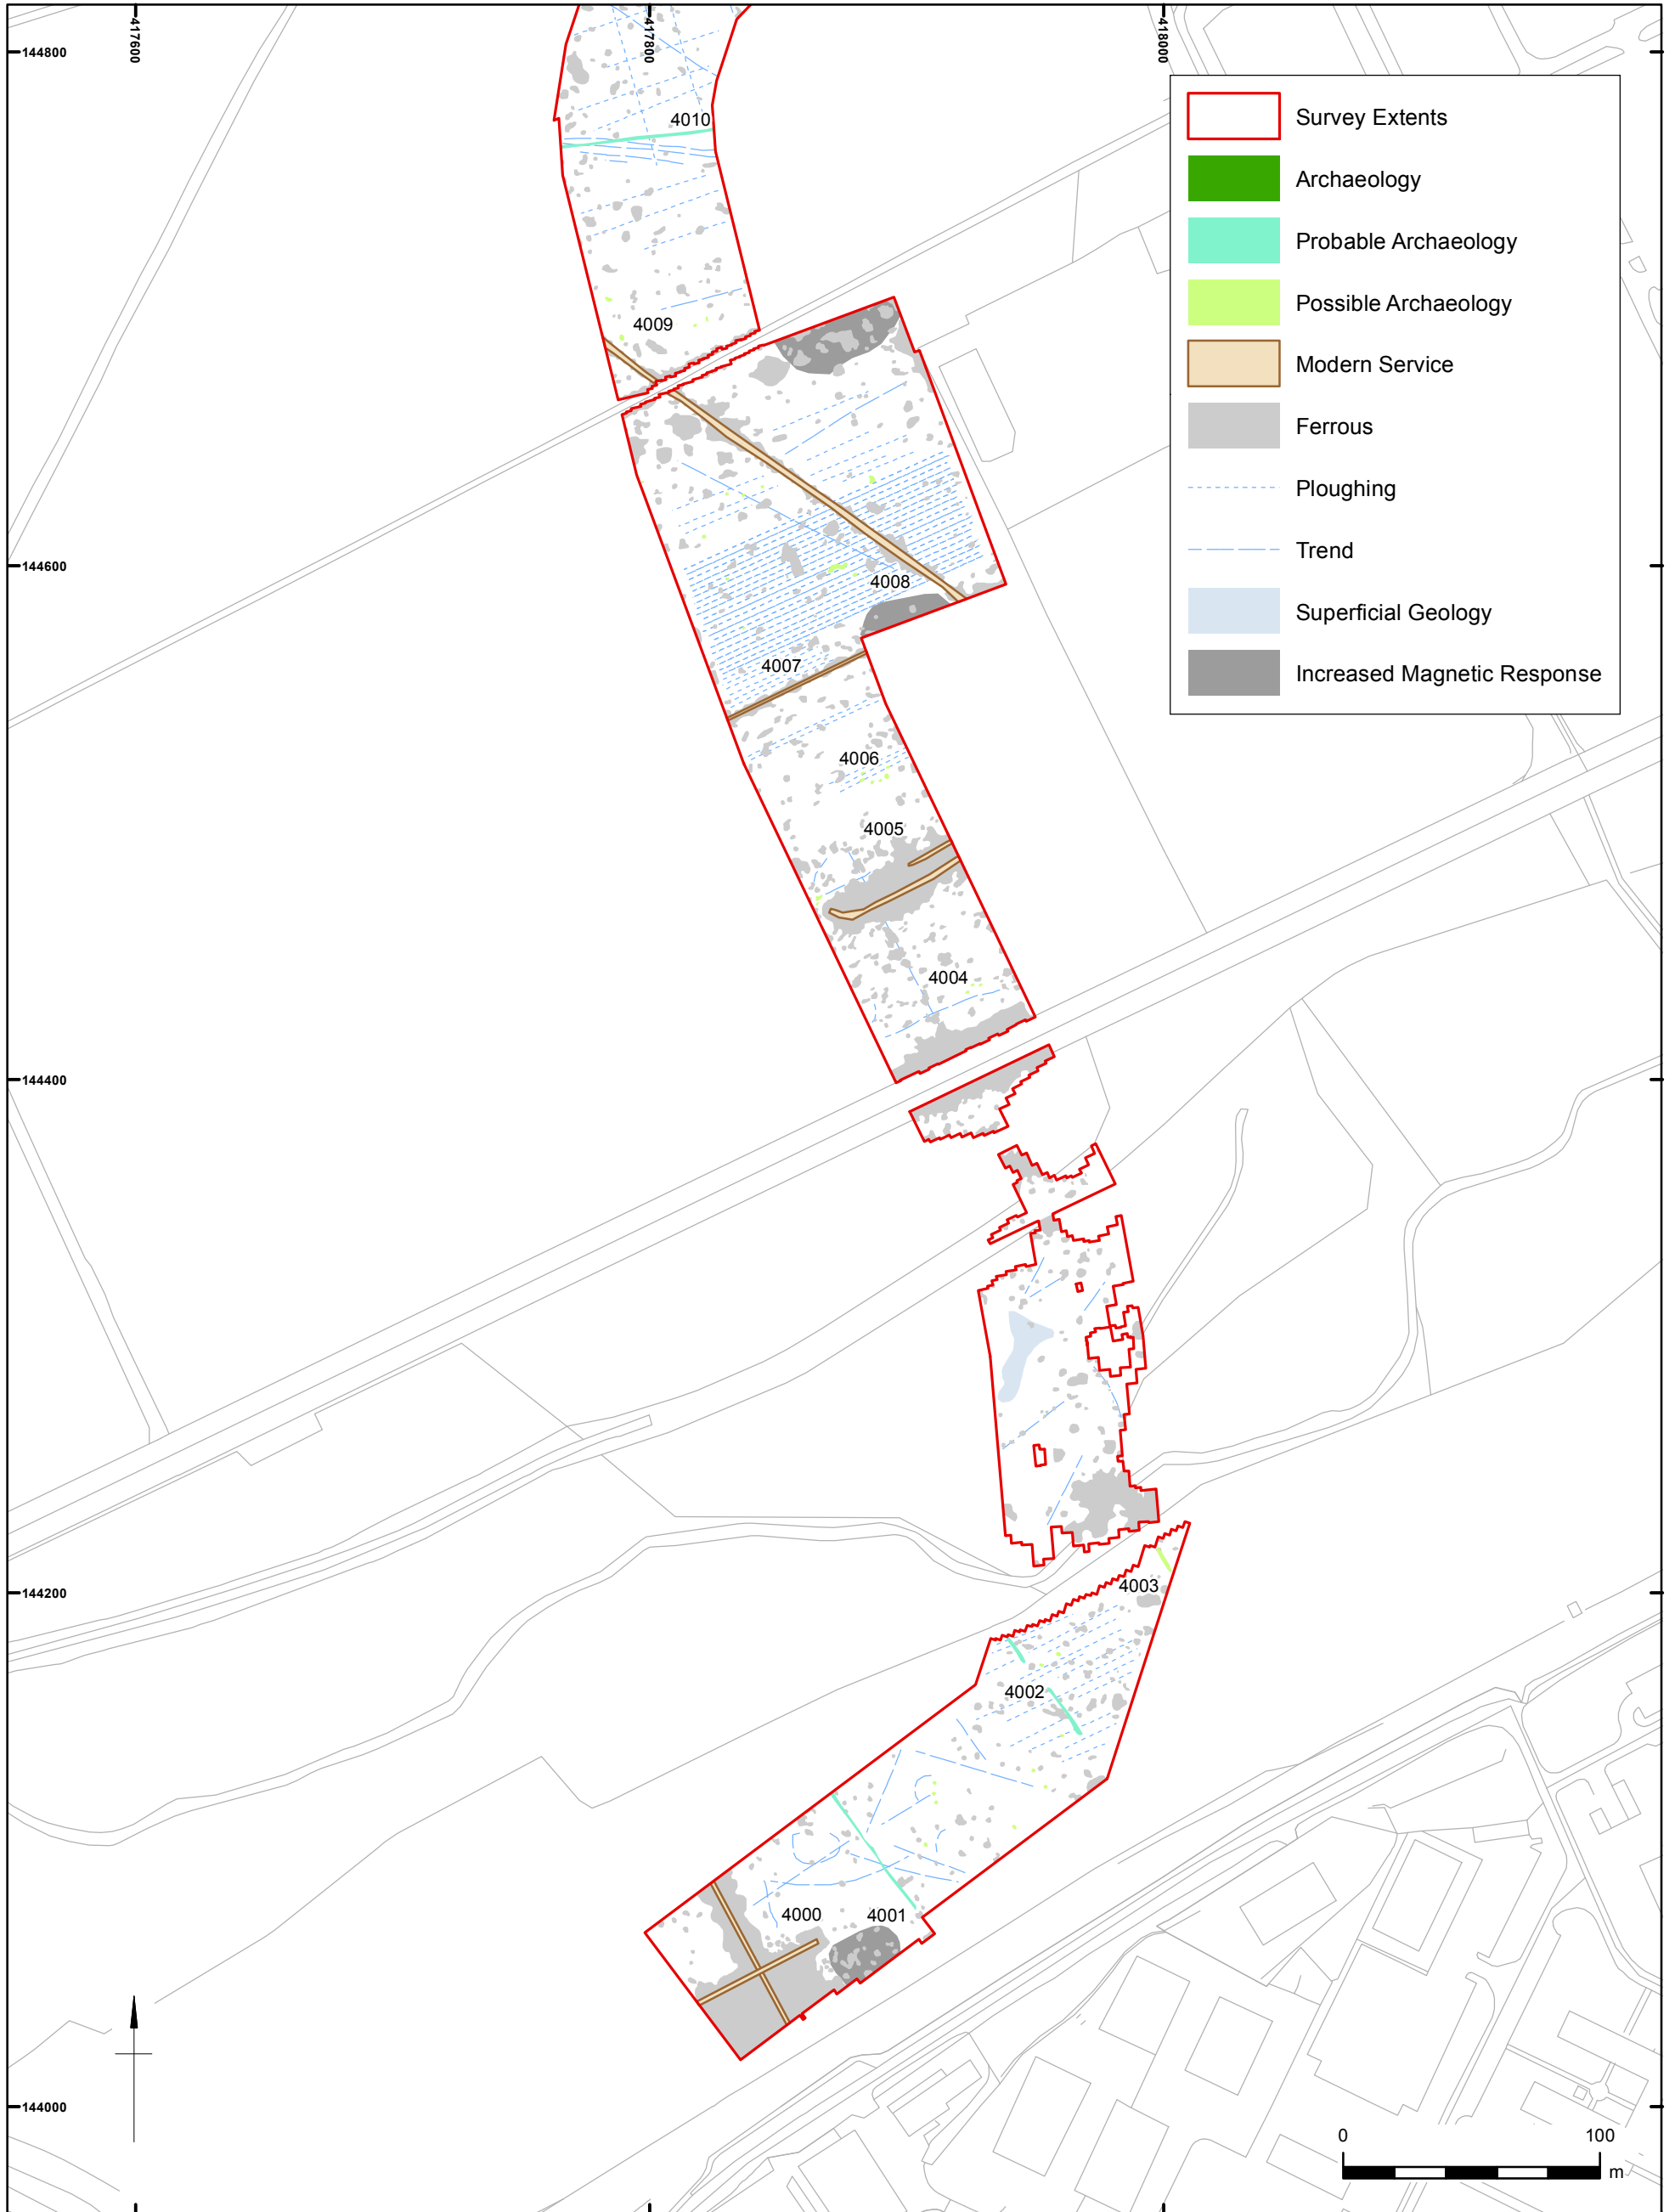 417600
417800
418000
144800
144600
144400
144200
144000
Survey Extents
Archaeology
Probable Archaeology
Possible Archaeology
Modern Service
Ferrous
Ploughing
Trend
Superficial Geology
Increased Magnetic Response
4010
4009
4008
4007
4006
4005
4004
4003
4002
4000
4001
0 100
m